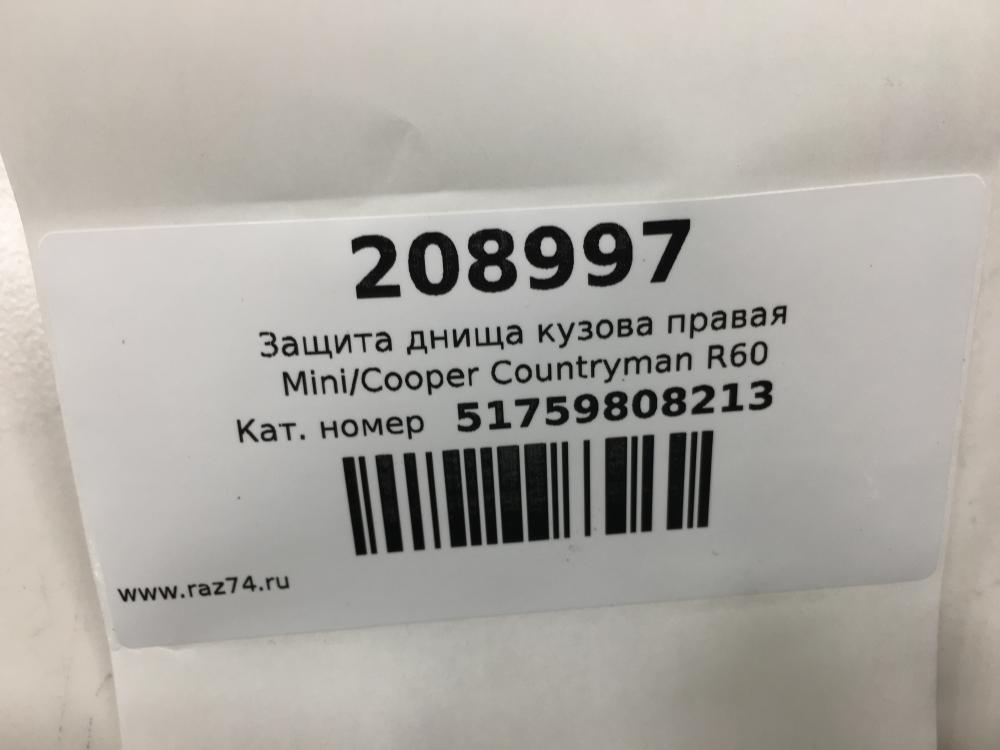 208997
Защита днища кузова правая
Mini/Cooper Countryman R60
Кат. номер 51759808213
www.raz74.ru